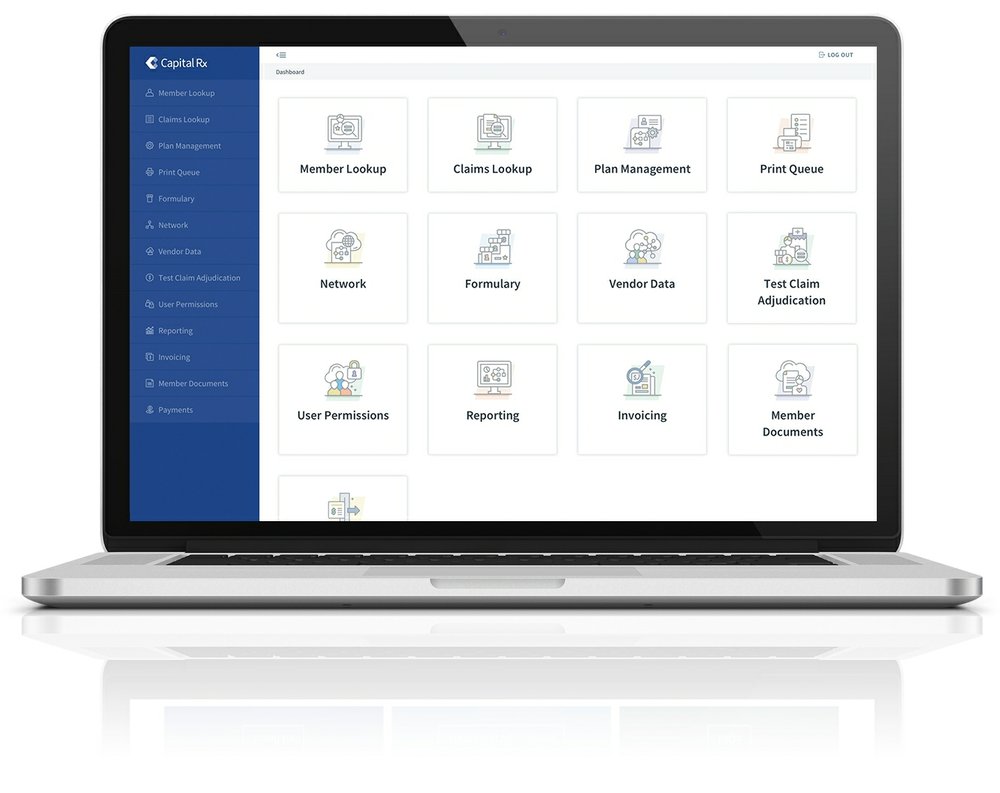 Capital Rx
LOG OUT
Dashboard
Member Lookup
Claims Lookup
Plan Management
Print Queue
Formulary
Network
Vendor Data
Test Claim Adjudication
User Permissions
Reporting
Invoicing
Member Documents
Payments
Member Lookup
Claims Lookup
Plan Management
Print Queue
Network
Formulary
Vendor Data
Test Claim
Adjudication
User Permissions
Reporting
Invoicing
Member
Documents